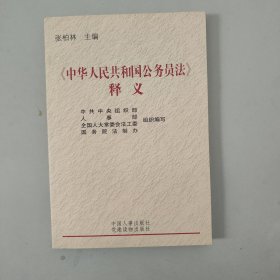 张柏林 主编
《中华人民共和国公务员法》
释义
中共中央组织部
人事部
全国人大常委会法工委
国务院法制办
组织编写
中国人事出版社
党建读物出版社